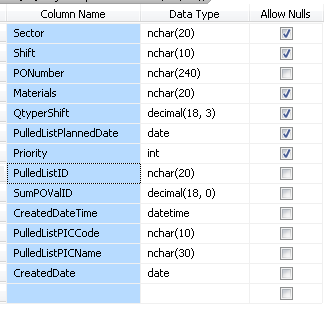 Column Name Data Type Allow Nulls
Sector nchar(20)
Shift nchar(10)
PONumber nchar(240)
Materials nchar(20)
QtyperShift decimal(18, 3)
PulledListPlannedDate date
Priority int
PulledListID nchar(20)
SumPOValID decimal(18, 0)
CreatedDateTime datetime
PulledListPICCode nchar(10)
PulledListPICName nchar(30)
CreatedDate date